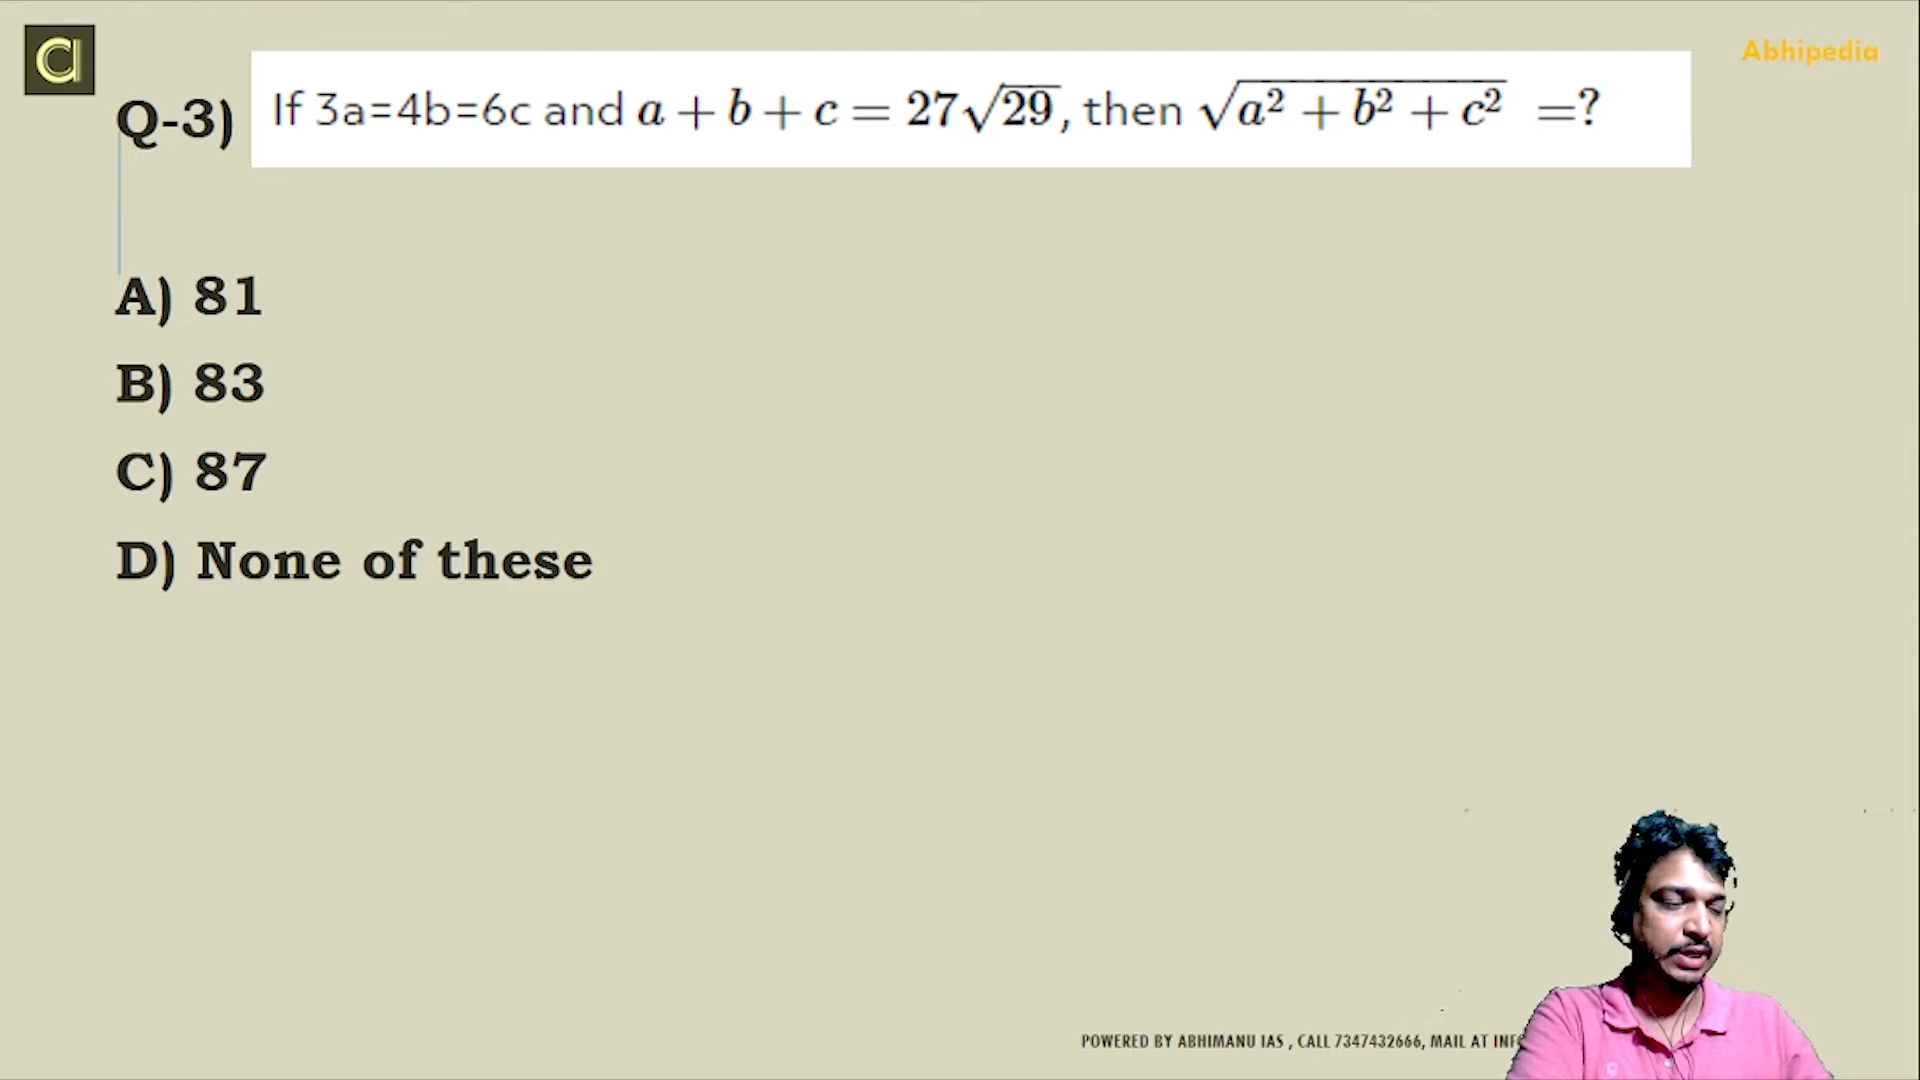 Abhipedia
Q-3) If 3a=4b=6c and a + b + c = 27√29, then √a² + b² + c² =?
A) 81
B) 83
C) 87
D) None of these
POWERED BY ABHIMANU IAS , CALL 7347432666, MAIL AT